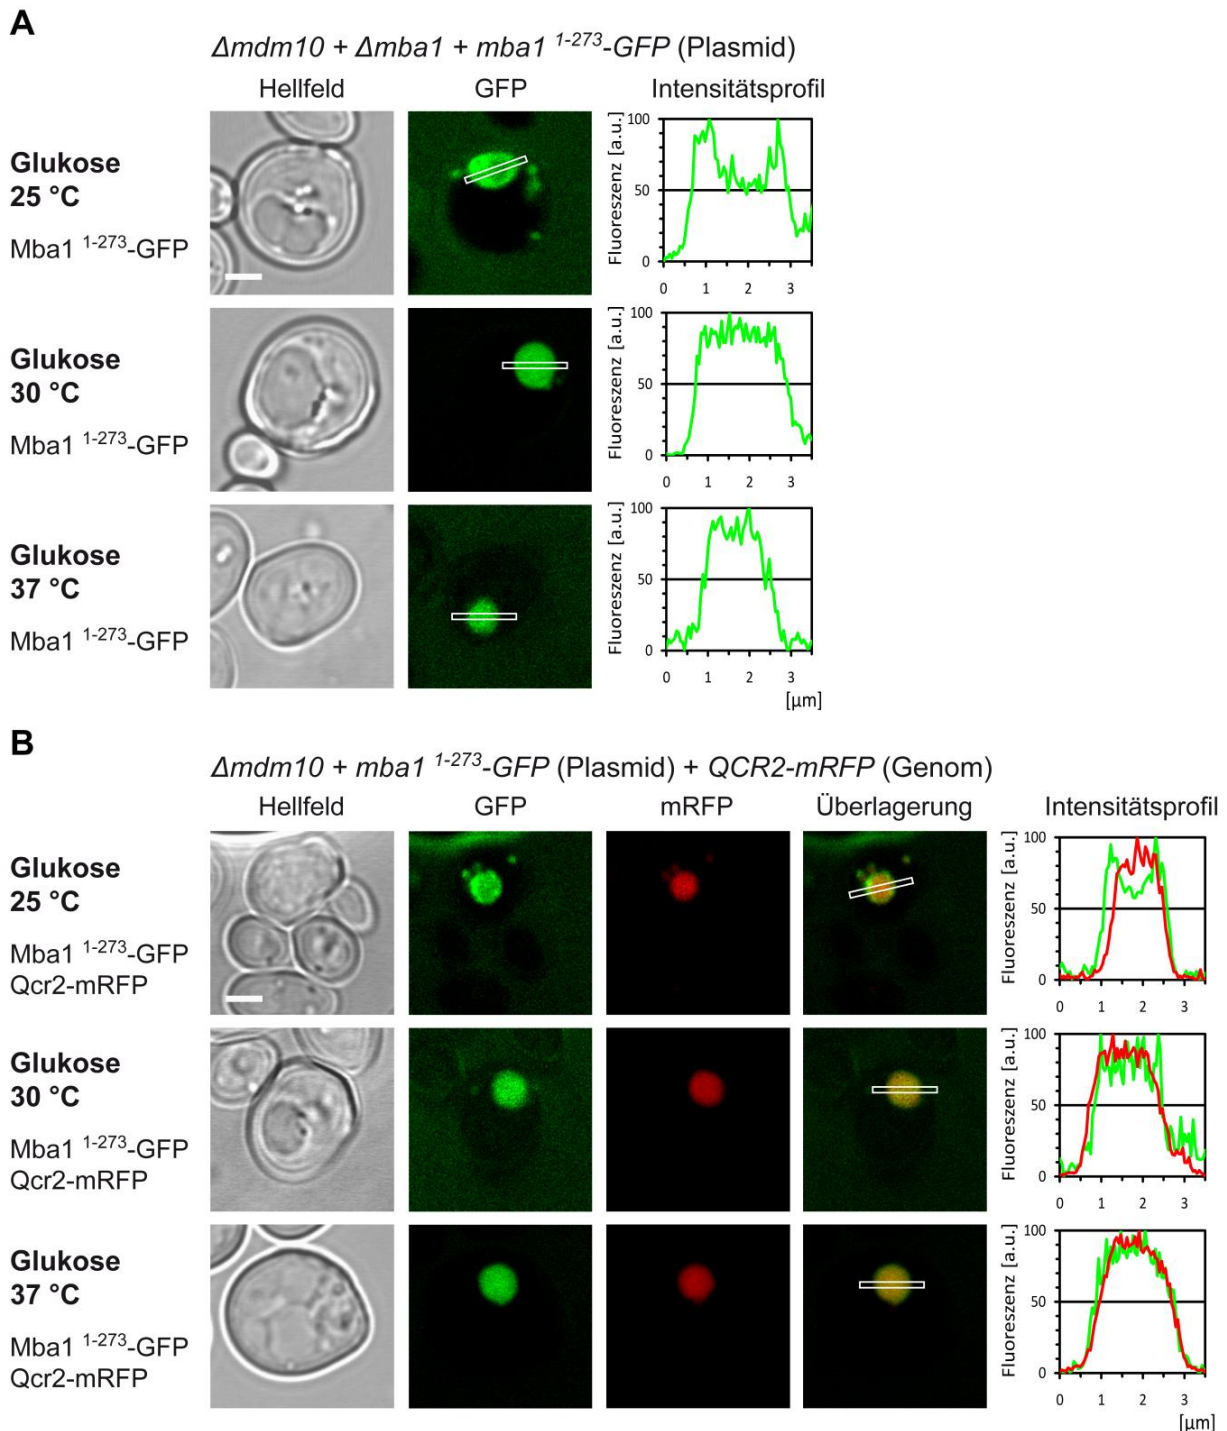 A
Δmdm10 + Δmba1 + mba1 1-273-GFP (Plasmid)
Hellfeld GFP Intensitätsprofil
Glukose
25 °C
Mba1 1-273-GFP
Fluoreszenz [a.u.]
100
50
0
0 1 2 3
Glukose
30 °C
Mba1 1-273-GFP
Fluoreszenz [a.u.]
100
50
0
0 1 2 3
Glukose
37 °C
Mba1 1-273-GFP
Fluoreszenz [a.u.]
100
50
0
0 1 2 3
[µm]
B
Δmdm10 + mba1 1-273-GFP (Plasmid) + QCR2-mRFP (Genom)
Hellfeld GFP mRFP Überlagerung Intensitätsprofil
Glukose
25 °C
Mba1 1-273-GFP
Qcr2-mRFP
Fluoreszenz [a.u.]
100
50
0
0 1 2 3
Glukose
30 °C
Mba1 1-273-GFP
Qcr2-mRFP
Fluoreszenz [a.u.]
100
50
0
0 1 2 3
Glukose
37 °C
Mba1 1-273-GFP
Qcr2-mRFP
Fluoreszenz [a.u.]
100
50
0
0 1 2 3
[µm]